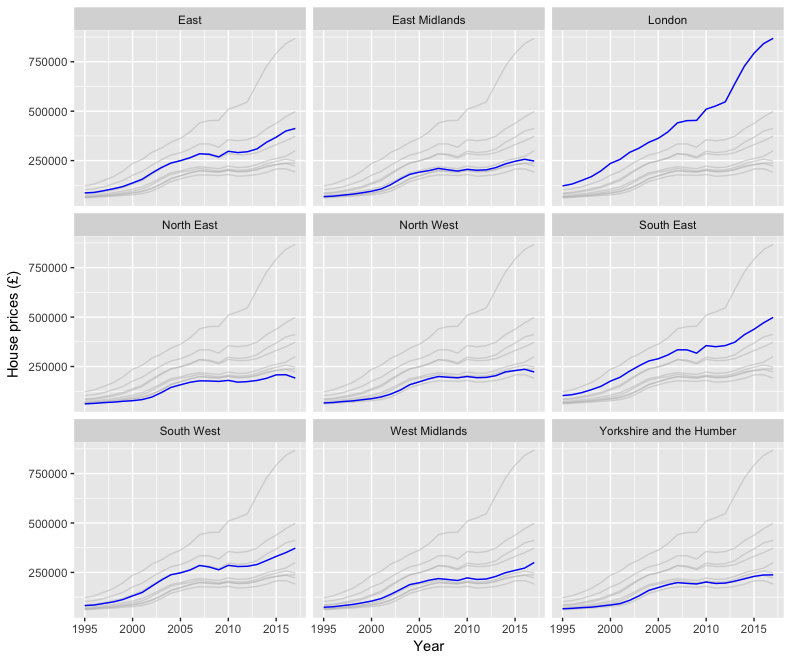 East East Midlands London
750000
500000
250000
North East North West South East
750000
500000
250000
House prices (£)
South West West Midlands Yorkshire and the Humber
750000
500000
250000
1995 2000 2005 2010 2015 1995 2000 2005 2010 2015 1995 2000 2005 2010 2015
Year